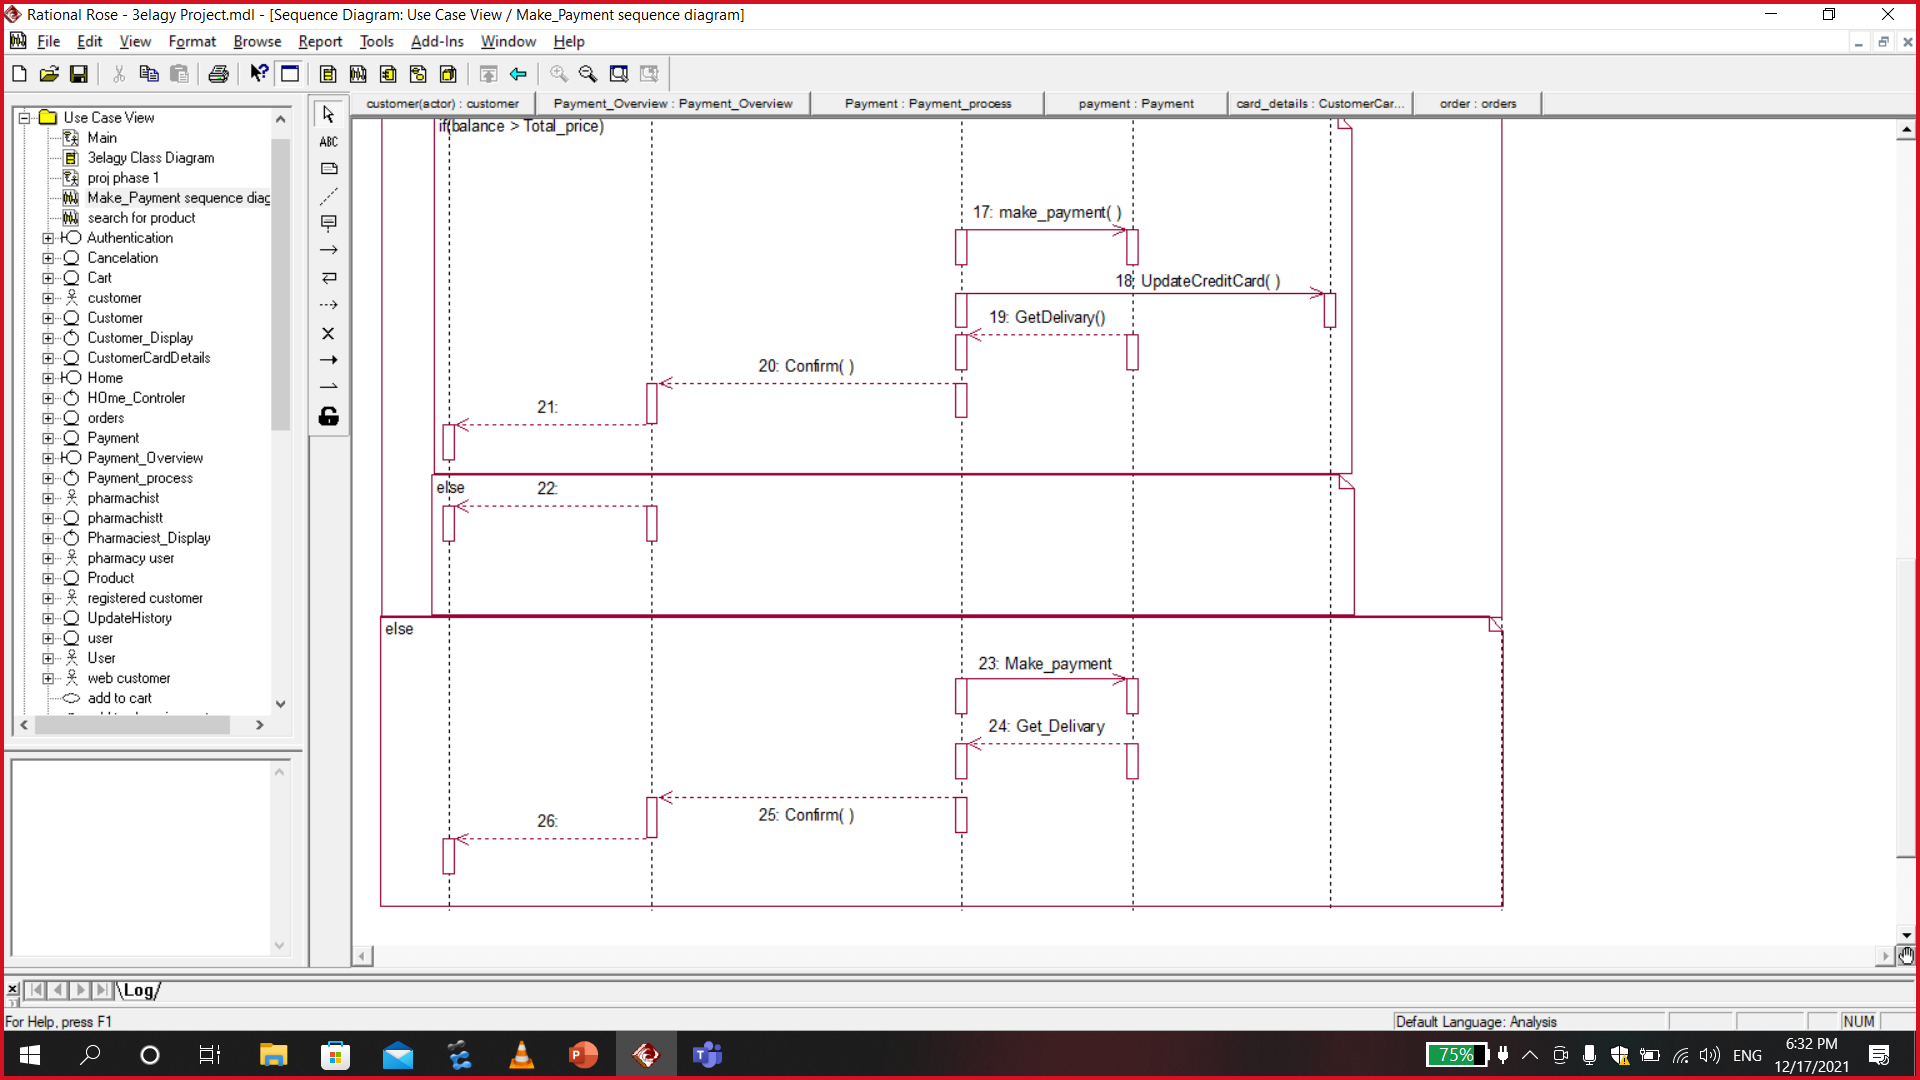 Rational Rose - 3elagy Project.mdl - [Sequence Diagram: Use Case View / Make_Payment sequence diagram]
File Edit View Format Browse Report Tools Add-Ins Window Help
customer(actor) : customer
Payment_Overview : Payment_Overview
Payment : Payment_process
payment : Payment
card_details : CustomerCar...
order : orders
Use Case View
Main
3elagy Class Diagram
proj phase 1
Make_Payment sequence diag
search for product
Authentication
Cancelation
Cart
customer
Customer
Customer_Display
CustomerCardDetails
Home
HOme_Controler
orders
Payment
Payment_Overview
Payment_process
pharmachist
pharmachistt
Pharmaciest_Display
pharmacy user
Product
registered customer
UpdateHistory
user
User
web customer
add to cart
ABC
if(balance > Total_price)
17: make_payment( )
18: UpdateCreditCard( )
19: GetDelivary()
20: Confirm( )
21:
else
22:
else
23: Make_payment
24: Get_Delivary
25: Confirm( )
26:
Log
For Help, press F1
Default Language: Analysis
NUM
75%
ENG
6:32 PM
12/17/2021